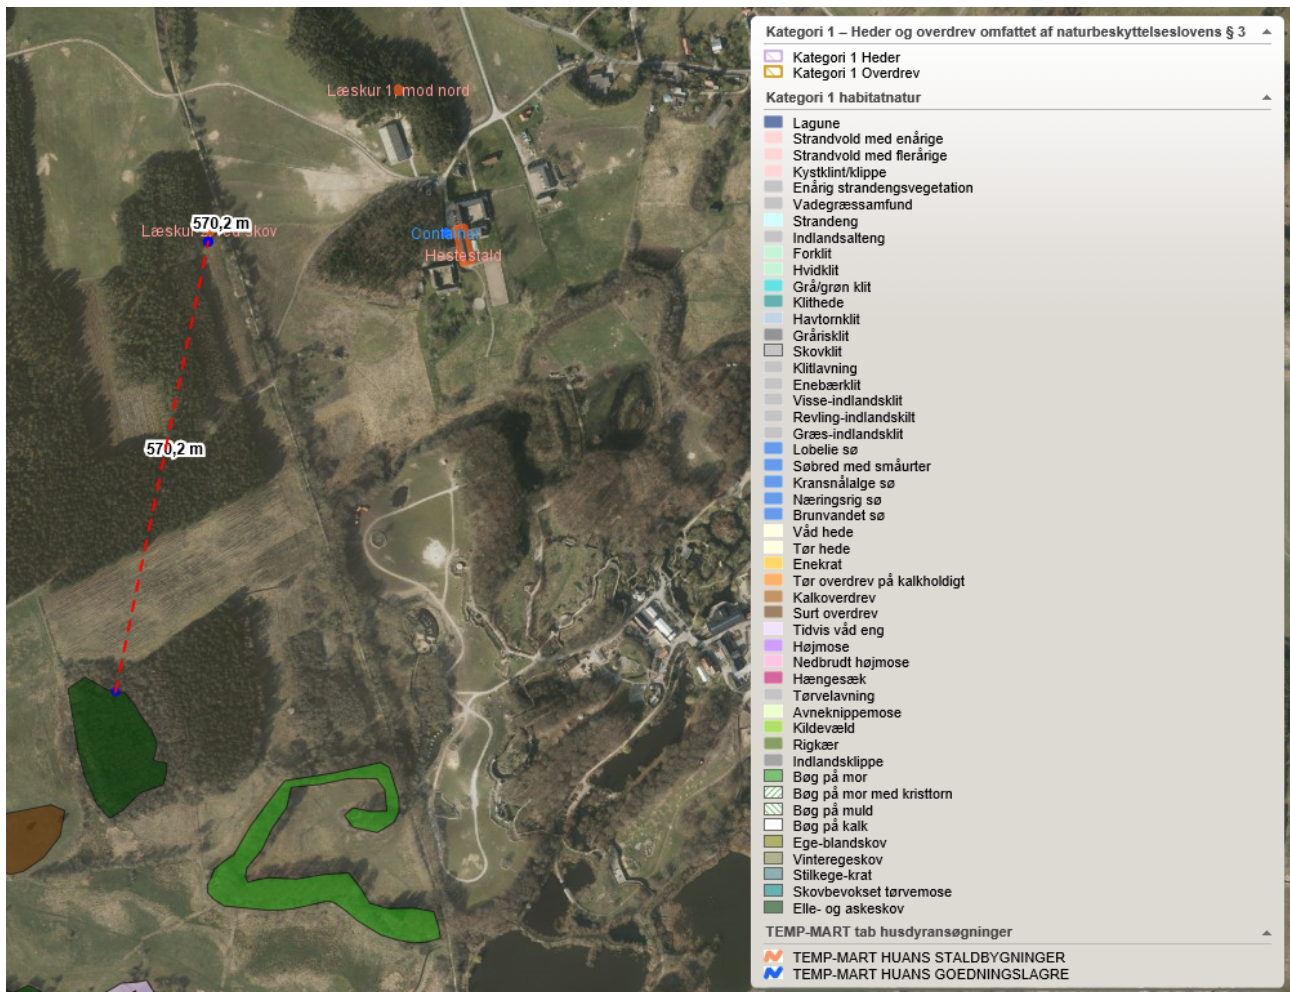 Læskur 1, mod nord
570,2 m
Læskur 2 ved skov
Container
Hestestald
570,2 m
Kategori 1 – Heder og overdrev omfattet af naturbeskyttelseslovens § 3
Kategori 1 Heder
Kategori 1 Overdrev
Kategori 1 habitatnatur
Lagune
Strandvold med enårige
Strandvold med flerårige
Kystklint/klippe
Enårig strandengsvegetation
Vadegræssamfund
Strandeng
Indlandsalteng
Forklit
Hvidklit
Grå/grøn klit
Klithede
Havtornklit
Grårisklit
Skovklit
Klitlavning
Enebærklit
Visse-indlandsklit
Revling-indlandskilt
Græs-indlandsklit
Lobelie sø
Søbred med småurter
Kransnålalge sø
Næringsrig sø
Brunvandet sø
Våd hede
Tør hede
Enekrat
Tør overdrev på kalkholdigt
Kalkoverdrev
Surt overdrev
Tidvis våd eng
Højmose
Nedbrudt højmose
Hængesæk
Tørvelavning
Avneknippemose
Kildevæld
Rigkær
Indlandsklippe
Bøg på mor
Bøg på mor med kristtorn
Bøg på muld
Bøg på kalk
Ege-blandskov
Vinteregeskov
Stilkege-krat
Skovbevokset tørvemose
Elle- og askeskov
TEMP-MART tab husdyransøgninger
TEMP-MART HUANS STALDBYGNINGER
TEMP-MART HUANS GOEDNINGSLAGRE